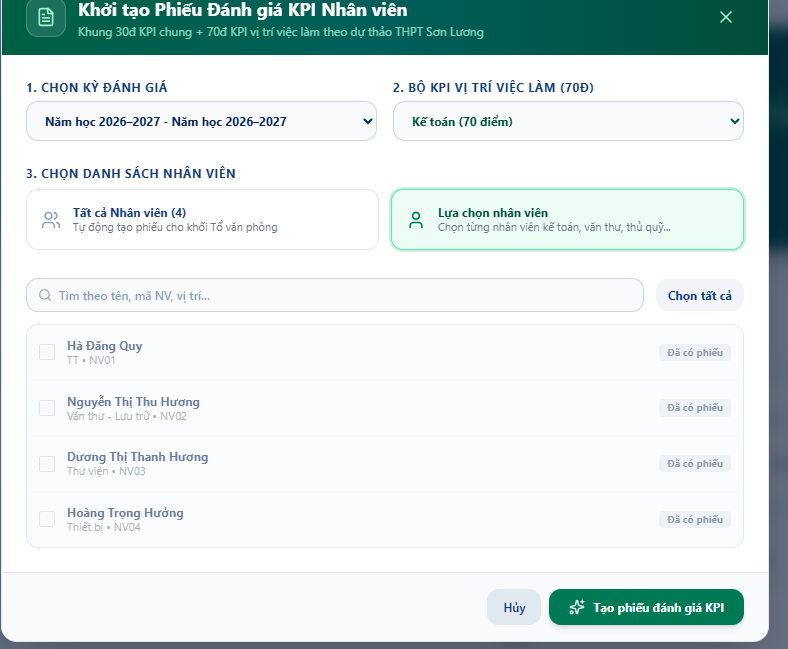 Khởi tạo Phiếu Đánh giá KPI Nhân viên
Khung 30đ KPI chung + 70đ KPI vị trí việc làm theo dự thảo THPT Sơn Lương
1. CHỌN KỲ ĐÁNH GIÁ
2. BỘ KPI VỊ TRÍ VIỆC LÀM (70Đ)
Năm học 2026–2027 - Năm học 2026–2027
Kế toán (70 điểm)
3. CHỌN DANH SÁCH NHÂN VIÊN
Tất cả Nhân viên (4)
Tự động tạo phiếu cho khối Tổ văn phòng
Lựa chọn nhân viên
Chọn từng nhân viên kế toán, văn thư, thủ quỹ...
Tìm theo tên, mã NV, vị trí...
Chọn tất cả
Hà Đăng Quy
TT • NV01
Đã có phiếu
Nguyễn Thị Thu Hương
Văn thư - Lưu trữ • NV02
Đã có phiếu
Dương Thị Thanh Hương
Thư viện • NV03
Đã có phiếu
Hoàng Trọng Hưởng
Thiết bị • NV04
Đã có phiếu
Hủy
Tạo phiếu đánh giá KPI